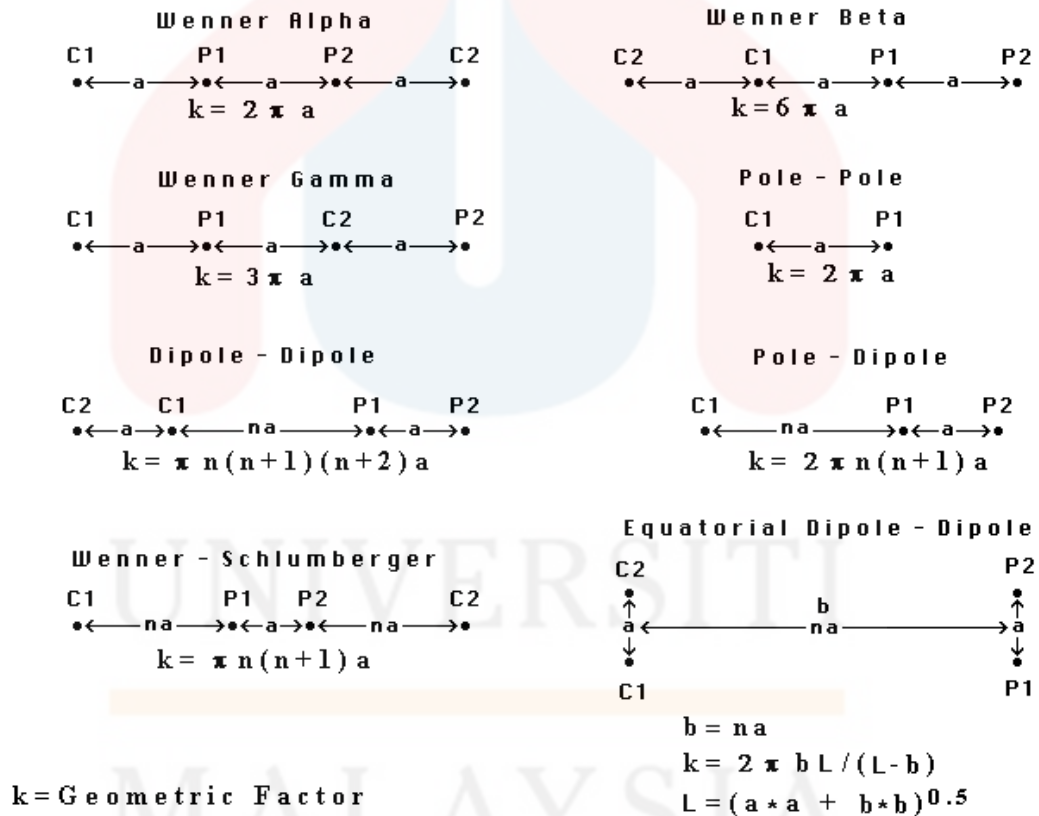 Wenner Alpha
C1 P1 P2 C2
a a a
k = 2 π a
Wenner Beta
C2 C1 P1 P2
a a a
k=6 π a
Wenner Gamma
C1 P1 C2 P2
a a a
k = 3 π a
Pole - Pole
C1 P1
a
k = 2 π a
Dipole - Dipole
C2 C1 P1 P2
a na a
k = π n(n+1)(n+2)a
Pole - Dipole
C1 P1 P2
na a
k = 2 π n(n+1)a
Wenner - Schlumberger
C1 P1 P2 C2
na a na
k = π n(n+1)a
Equatorial Dipole - Dipole
C2 P2
b
a na a
C1 P1
b = na
k = 2 π b L/(L-b)
L = (a*a + b*b)^0.5
k=Geometric Factor
UNIVERSITI
MALAYSIA